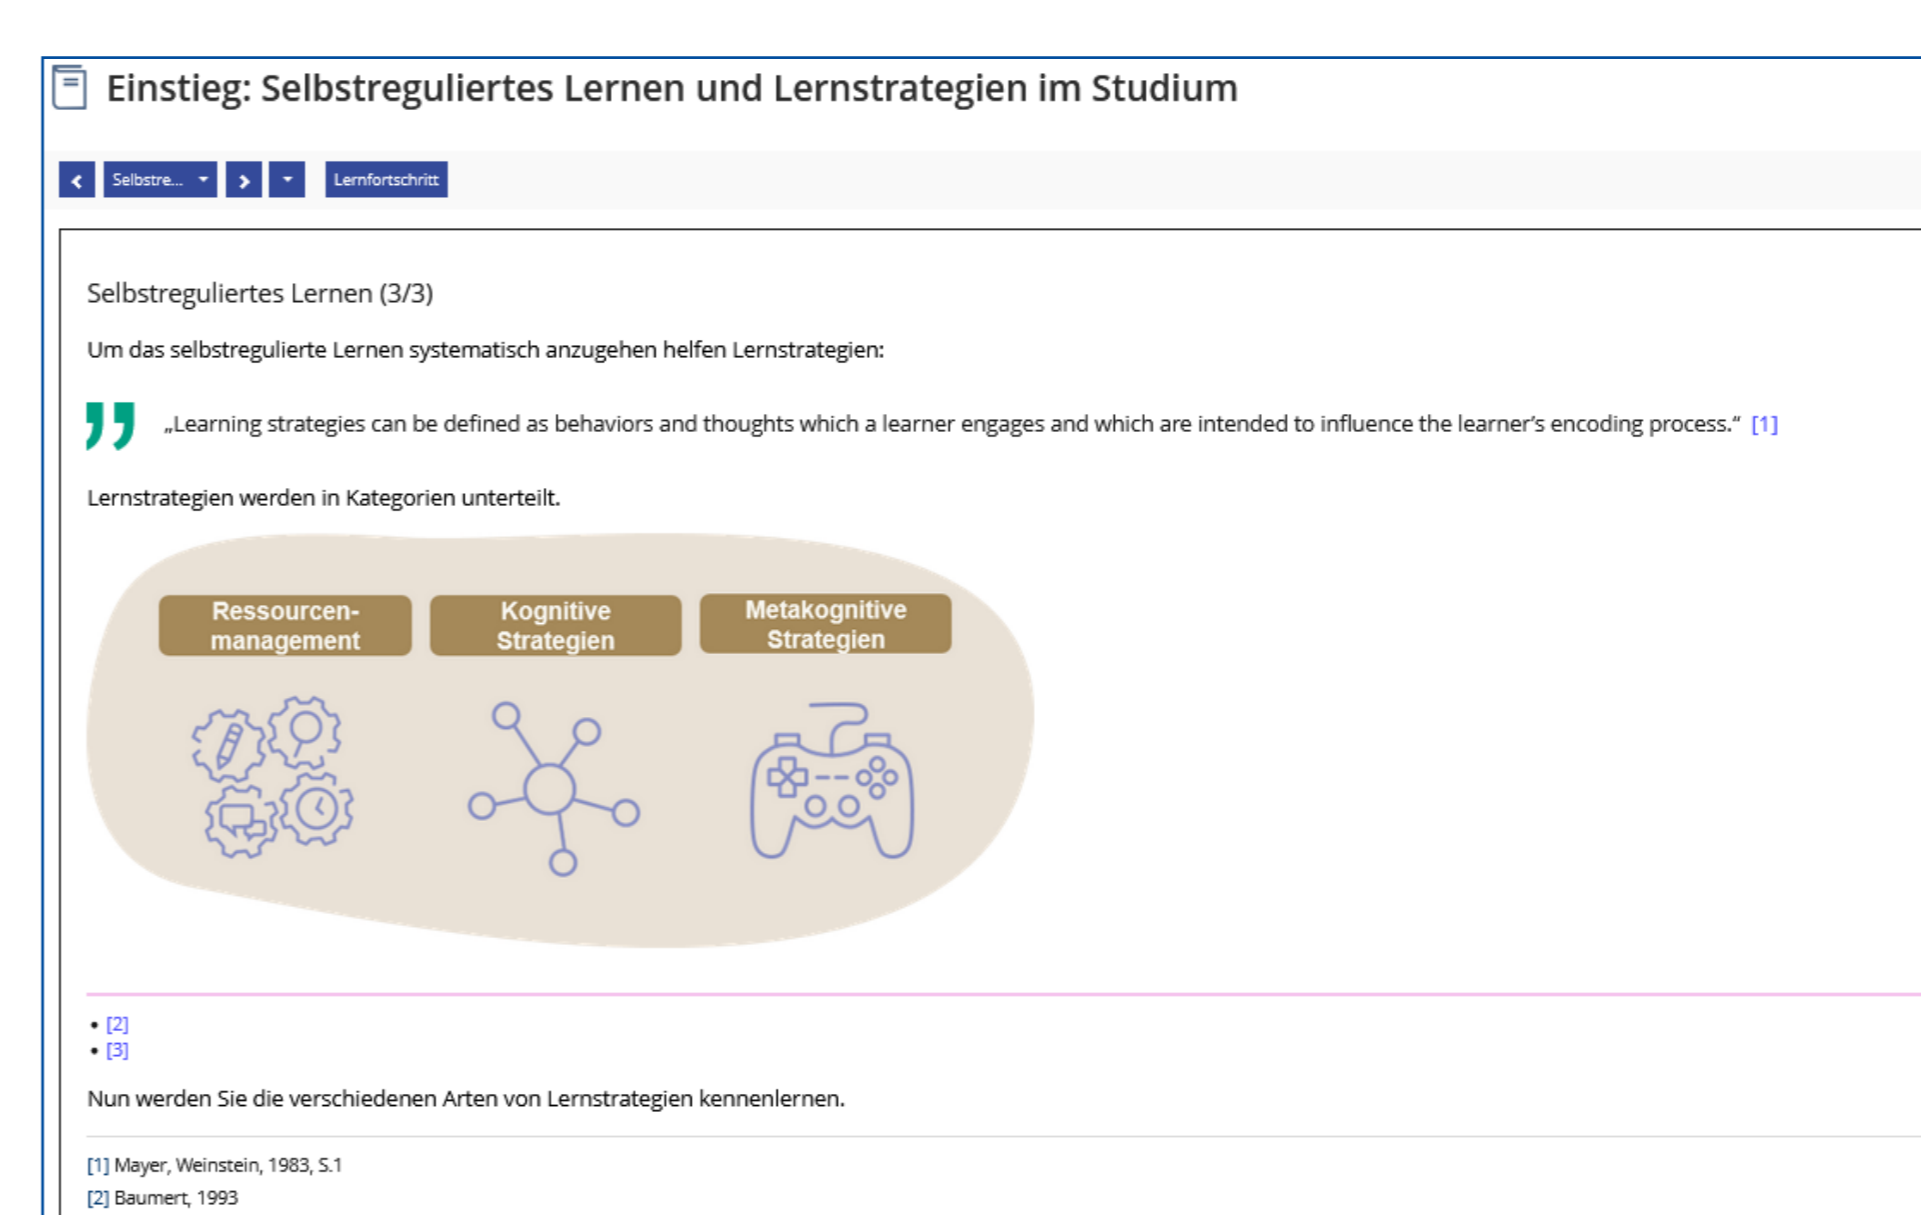 Einstieg: Selbstreguliertes Lernen und Lernstrategien im Studium
Selbstre...
Lernfortschritt
Selbstreguliertes Lernen (3/3)
Um das selbstregulierte Lernen systematisch anzugehen helfen Lernstrategien:
„Learning strategies can be defined as behaviors and thoughts which a learner engages and which are intended to influence the learner’s encoding process.“ [1]
Lernstrategien werden in Kategorien unterteilt.
Ressourcen-
management
Kognitive
Strategien
Metakognitive
Strategien
• [2]
• [3]
Nun werden Sie die verschiedenen Arten von Lernstrategien kennenlernen.
[1] Mayer, Weinstein, 1983, S.1
[2] Baumert, 1993